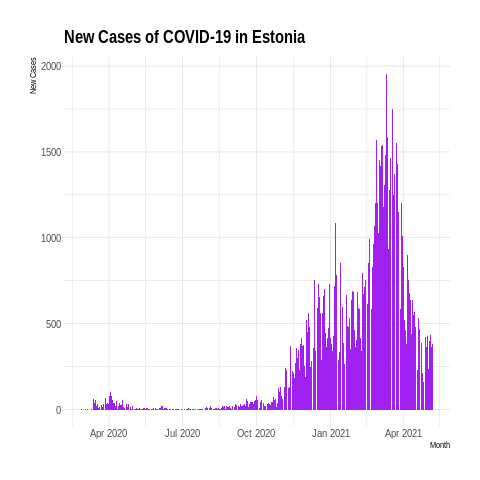 New Cases of COVID-19 in Estonia
New Cases
2000
1500
1000
500
0
Apr 2020 Jul 2020 Oct 2020 Jan 2021 Apr 2021
Month